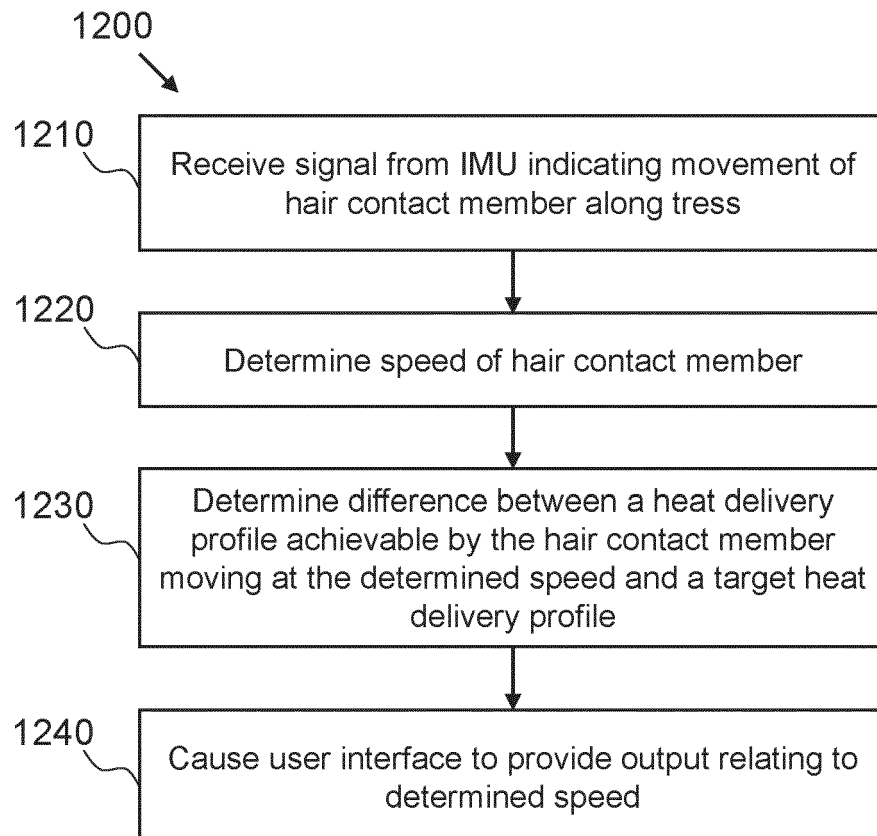 1200
1210
Receive signal from IMU indicating movement of
hair contact member along tress
1220
Determine speed of hair contact member
1230
Determine difference between a heat delivery
profile achievable by the hair contact member
moving at the determined speed and a target heat
delivery profile
1240
Cause user interface to provide output relating to
determined speed